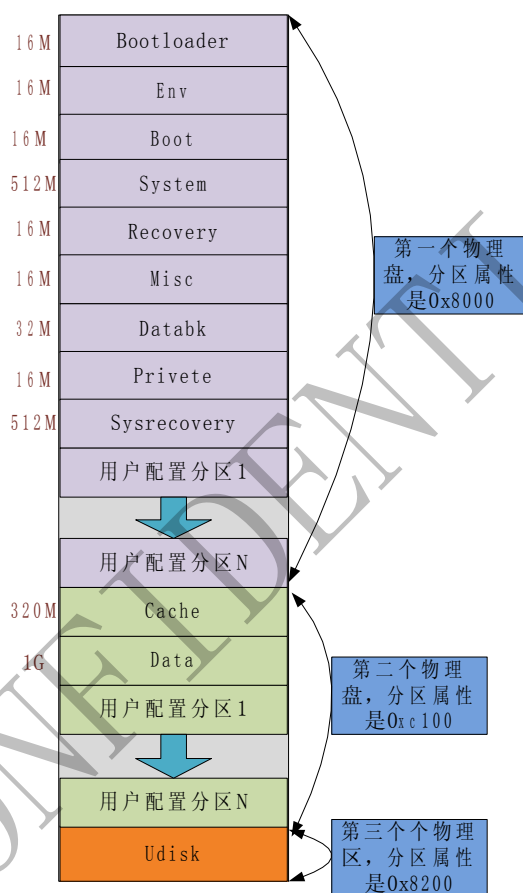 16M Bootloader
16M Env
16M Boot
512M System
16M Recovery
16M Misc
32M Databk
16M Privete
512M Sysrecovery
用户配置分区1
用户配置分区N
第一个物理
盘，分区属性
是0x8000
320M Cache
1G Data
用户配置分区1
用户配置分区N
第二个物理
盘，分区属性
是0xc100
Udisk
第三个个物理
区，分区属性
是0x8200
ONFIDENTI